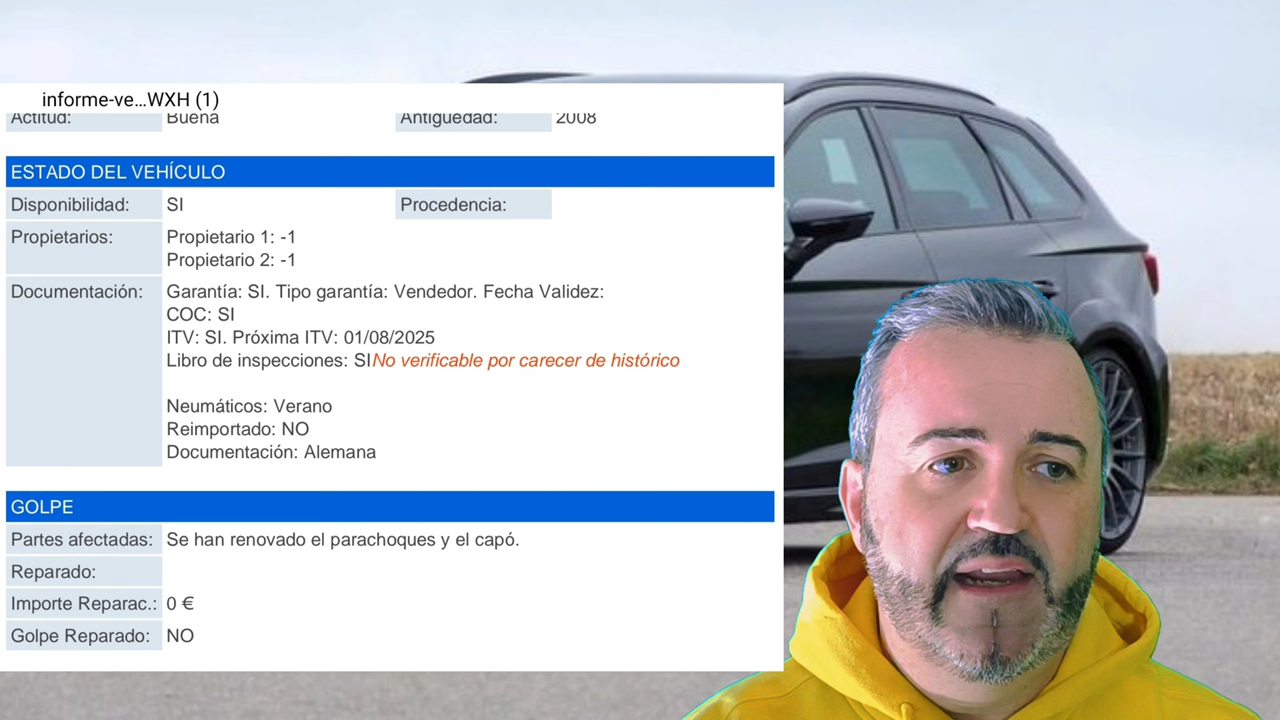 informe-ve...WXH (1)
Actitud: Buena Antigüedad: 2008
ESTADO DEL VEHÍCULO
Disponibilidad: SI Procedencia:
Propietarios: Propietario 1: -1
Propietario 2: -1
Documentación: Garantía: SI. Tipo garantía: Vendedor. Fecha Validez:
COC: SI
ITV: SI. Próxima ITV: 01/08/2025
Libro de inspecciones: SINo verificable por carecer de histórico
Neumáticos: Verano
Reimportado: NO
Documentación: Alemana
GOLPE
Partes afectadas: Se han renovado el parachoques y el capó.
Reparado:
Importe Reparac.: 0 €
Golpe Reparado: NO